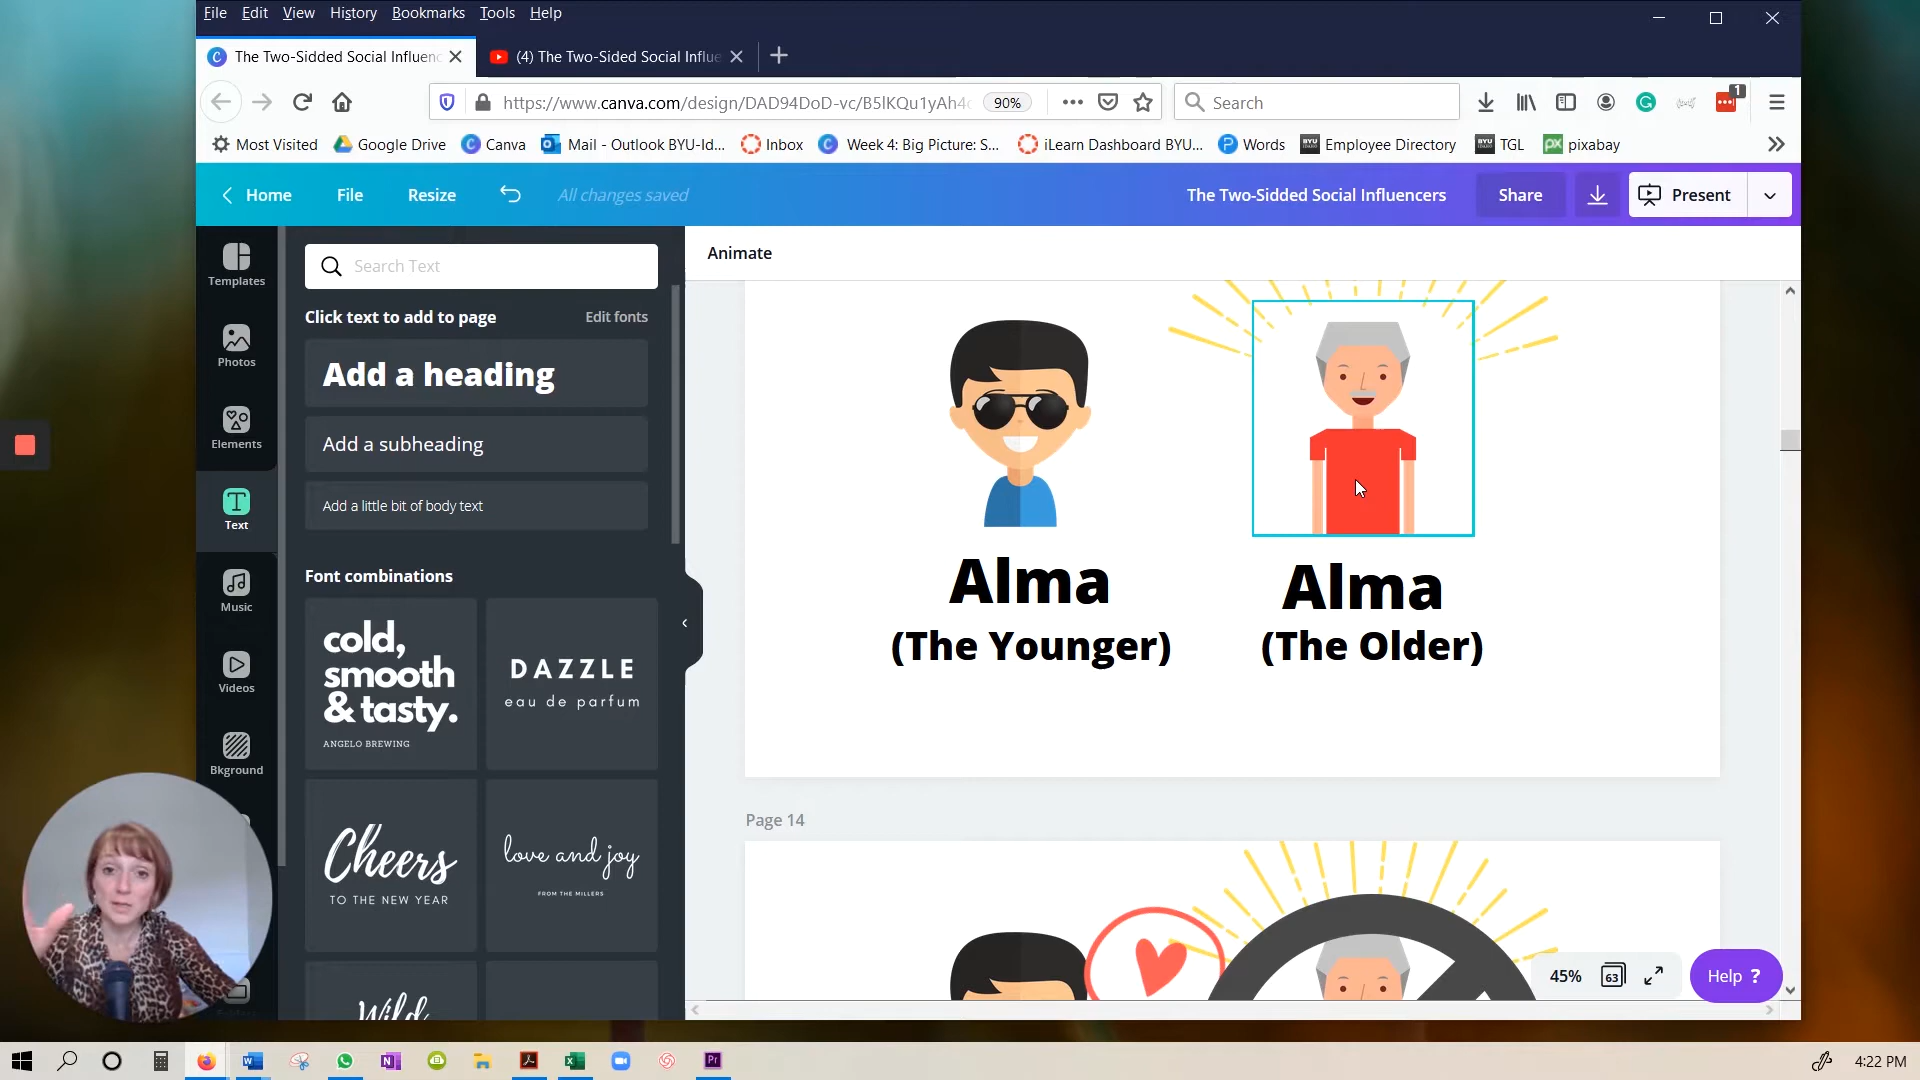 File Edit View History Bookmarks Tools Help
The Two-Sidded Social Influenc
(4) The Two-Sided Social Influe
https://www.canva.com/design/DAD94DoD-vc/B5lKQu1yAh4c
90%
Search
1
Most Visited Google Drive Canva Mail - Outlook BYU-Id... Inbox Week 4: Big Picture: S... iLearn Dashboard BYU... Words Employee Directory TGL pixabay
Home File Resize All changes saved The Two-Sidded Social Influencers Share Present
Templates
Photos
Elements
Text
Music
Videos
Bkground
Search Text
Click text to add to page Edit fonts
Add a heading
Add a subheading
Add a little bit of body text
Font combinations
cold,
smooth
& tasty.
ANGELO BREWING
DAZZLE
eau de parfum
Cheers
TO THE NEW YEAR
love and joy
FROM THE MILLERS
Wild
Animate
Alma
(The Younger)
Alma
(The Older)
Page 14
45% 63
Help ?
4:22 PM